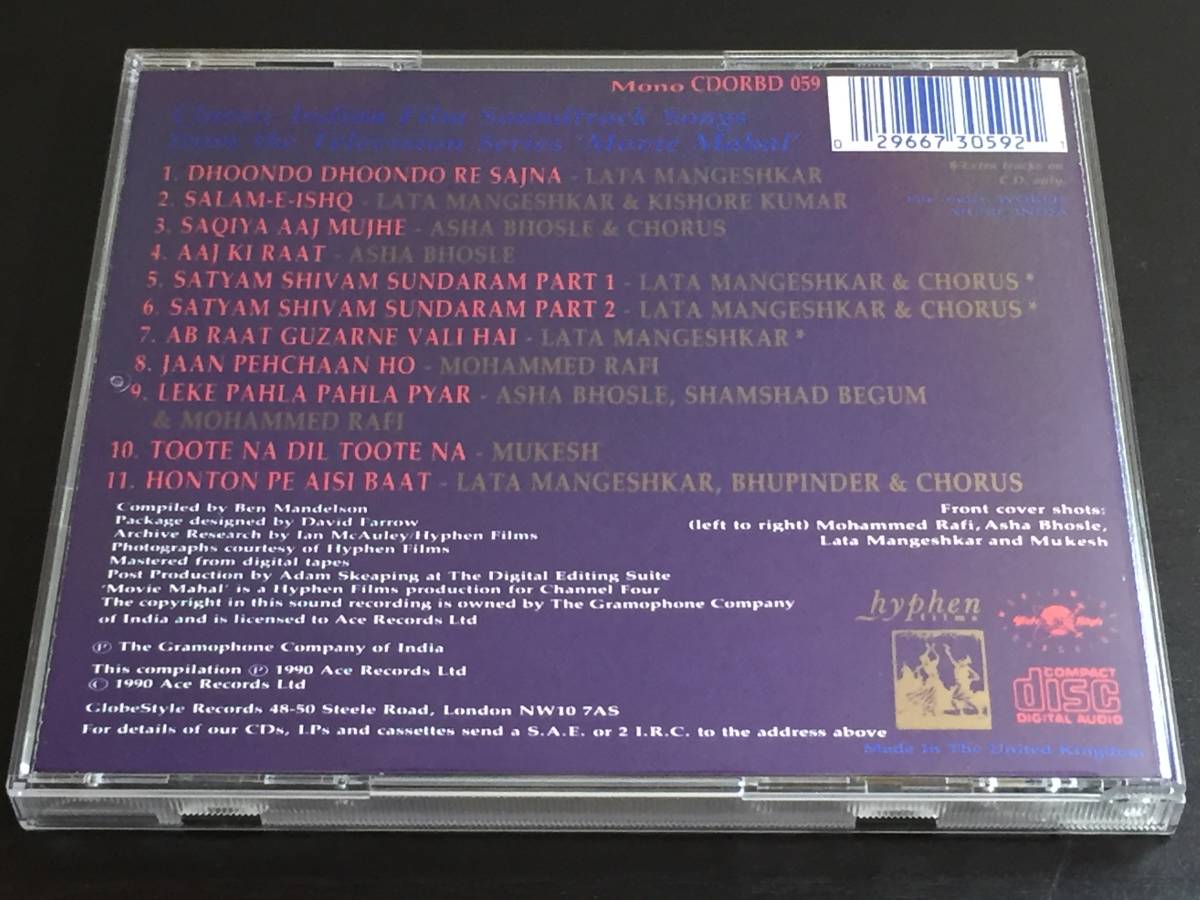 Mono CDORBD 059
Classic Indian Film Soundtrack Songs
from the Television Series 'Movie Mahal'
0 29667 30592 1
* Extra tracks on
C.D. only.
1. DHOONDO DHOONDO RE SAJNA - LATA MANGESHKAR
2. SALAM-E-ISHQ - LATA MANGESHKAR & KISHORE KUMAR
3. SAQIYA AAJ MUJHE - ASHA BHOSLE & CHORUS
4. AAJ KI RAAT - ASHA BHOSLE
5. SATYAM SHIVAM SUNDARAM PART 1 - LATA MANGESHKAR & CHORUS *
6. SATYAM SHIVAM SUNDARAM PART 2 - LATA MANGESHKAR & CHORUS *
7. AB RAAT GUZARNE VALI HAI - LATA MANGESHKAR *
8. JAAN PEHCHAAN HO - MOHAMMED RAFI
9. LEKE PAHLA PAHLA PYAR - ASHA BHOSLE, SHAMSHAD BEGUM
& MOHAMMED RAFI
10. TOOTE NA DIL TOOTE NA - MUKESH
11. HONTON PE AISI BAAT - LATA MANGESHKAR, BHUPINDER & CHORUS
Compiled by Ben Mandelson
Package designed by David Farrow
Archive Research by Ian McAuley/Hyphen Films
Photographs courtesy of Hyphen Films
Mastered from digital tapes
Post Production by Adam Skeaping at The Digital Editing Suite
'Movie Mahal' is a Hyphen Films production for Channel Four
The copyright in this sound recording is owned by The Gramophone Company
of India and is licensed to Ace Records Ltd
℗ The Gramophone Company of India
This compilation ℗ 1990 Ace Records Ltd
© 1990 Ace Records Ltd
GlobeStyle Records 48-50 Steele Road, London NW10 7AS
For details of our CDs, LPs and cassettes send a S.A.E. or 2 I.R.C. to the address above
Front cover shots:
(left to right) Mohammed Rafi, Asha Bhosle,
Lata Mangeshkar and Mukesh
hyphen
films
COMPACT
disc
DIGITAL AUDIO
Made In The United Kingdom